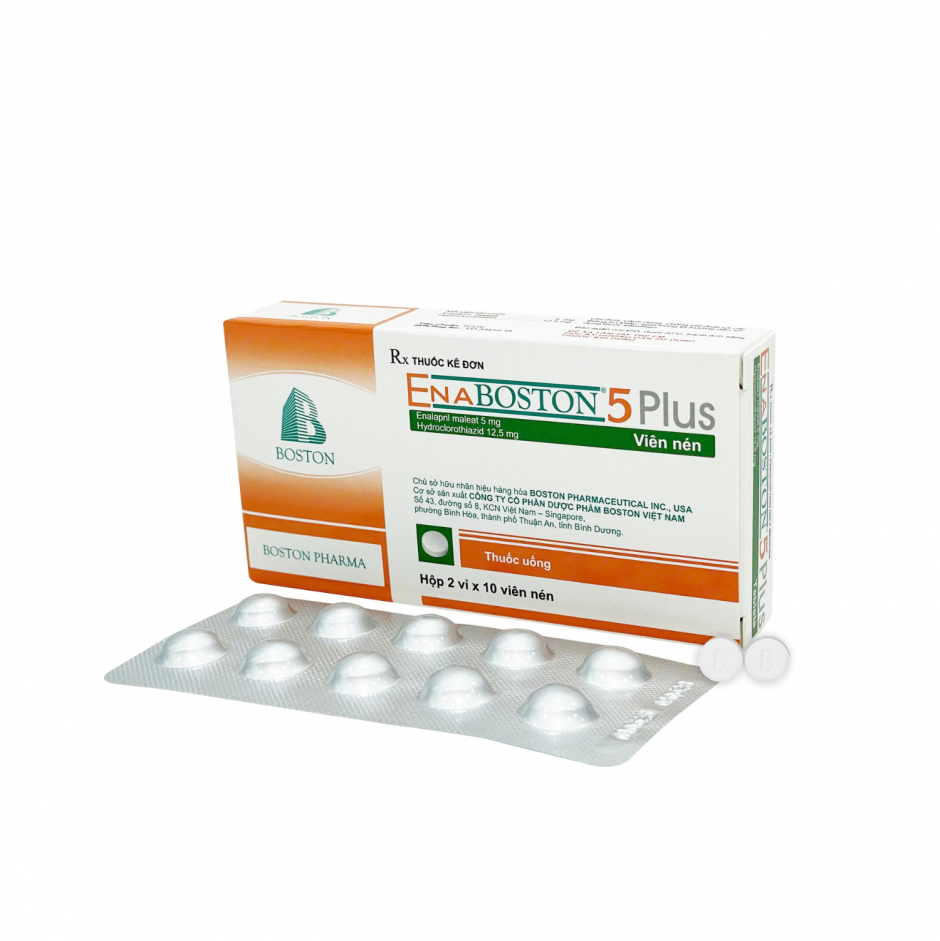 BOSTON
Rx THUỐC KÊ ĐƠN
ENABOSTON® 5 Plus
Enalapril maleat 5 mg
Hydroclorothiazid 12,5 mg
Viên nén
BOSTON
Chủ sở hữu nhãn hiệu hàng hóa BOSTON PHARMACEUTICAL INC., USA
Cơ sở sản xuất CÔNG TY CỔ PHẦN DƯỢC PHẨM BOSTON VIỆT NAM
Số 43, đường số 8, KCN Việt Nam – Singapore,
phường Bình Hòa, thành phố Thuận An, tỉnh Bình Dương.
BOSTON PHARMA
Thuốc uống
Hộp 2 vỉ x 10 viên nén
ENABOSTON 5 Plus
B
B